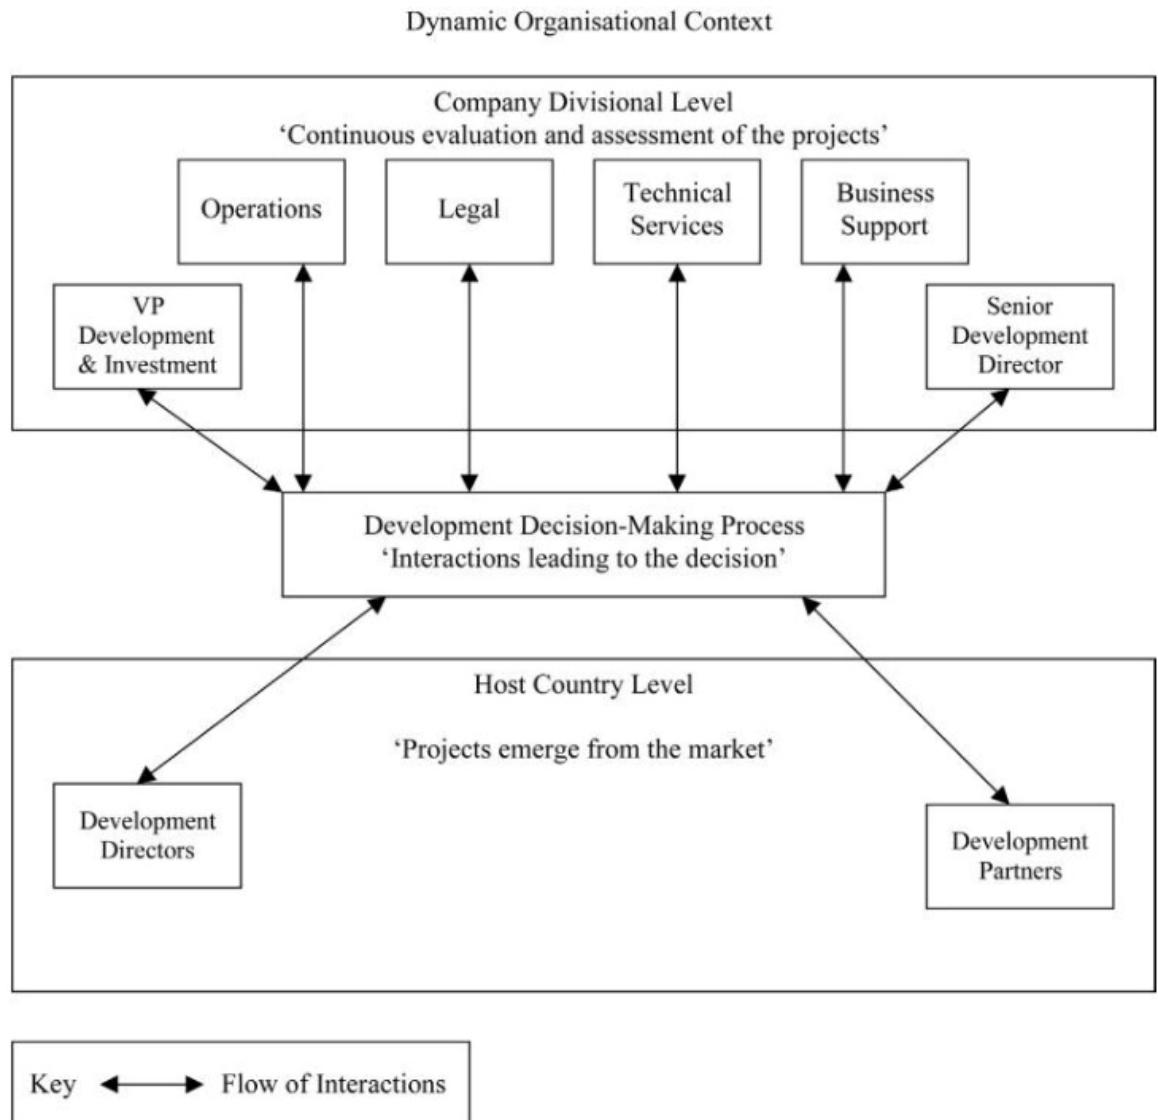 Dynamic Organisational Context
Company Divisional Level
‘Continuous evaluation and assessment of the projects’
Operations
Legal
Technical
Services
Business
Support
VP
Development
& Investment
Senior
Development
Director
Development Decision-Making Process
‘Interactions leading to the decision’
Host Country Level
‘Projects emerge from the market’
Development
Directors
Development
Partners
Key
Flow of Interactions